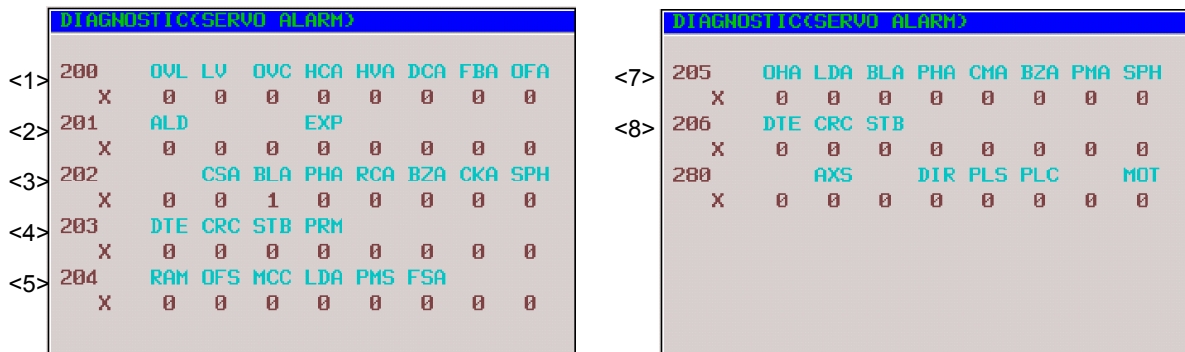 DIAGNOSTIC(SERVO ALARM)
<1> 200 OVL LV OVC HCA HVA DCA FBA OFA
X 0 0 0 0 0 0 0 0
<2> 201 ALD EXP
X 0 0 0 0 0 0 0 0
<3> 202 CSA BLA PHA RCA BZA CKA SPH
X 0 0 1 0 0 0 0 0
<4> 203 DTE CRC STB PRM
X 0 0 0 0 0 0 0 0
<5> 204 RAM OFS MCC LDA PMS FSA
X 0 0 0 0 0 0 0 0
DIAGNOSTIC(SERVO ALARM)
<7> 205 OHA LDA BLA PHA CMA BZA PMA SPH
X 0 0 0 0 0 0 0 0
<8> 206 DTE CRC STB
X 0 0 0 0 0 0 0 0
280 AXS DIR PLS PLC MOT
X 0 0 0 0 0 0 0 0